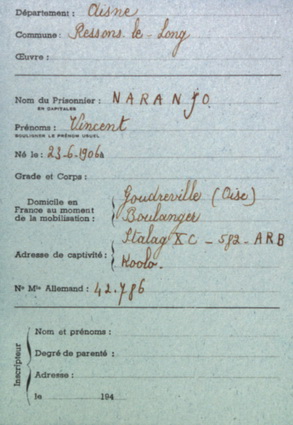 Département : Aisne
Commune : Ressons-le-Long
Œuvre :
Nom du Prisonnier : NARANJO
EN CAPITALES
Prénoms : Vincent
SOULIGNER LE PRÉNOM USUEL
Né le : 23-6-1906
Grade et Corps :
Domicile en France au moment de la mobilisation : Goudreville (Oise)
Boulanger
Adresse de captivité : Stalag XC - 592 - ARB
N° Mle Allemand : 42.786
Inscripteur
Nom et prénoms :
Degré de parenté :
Adresse :
le 194